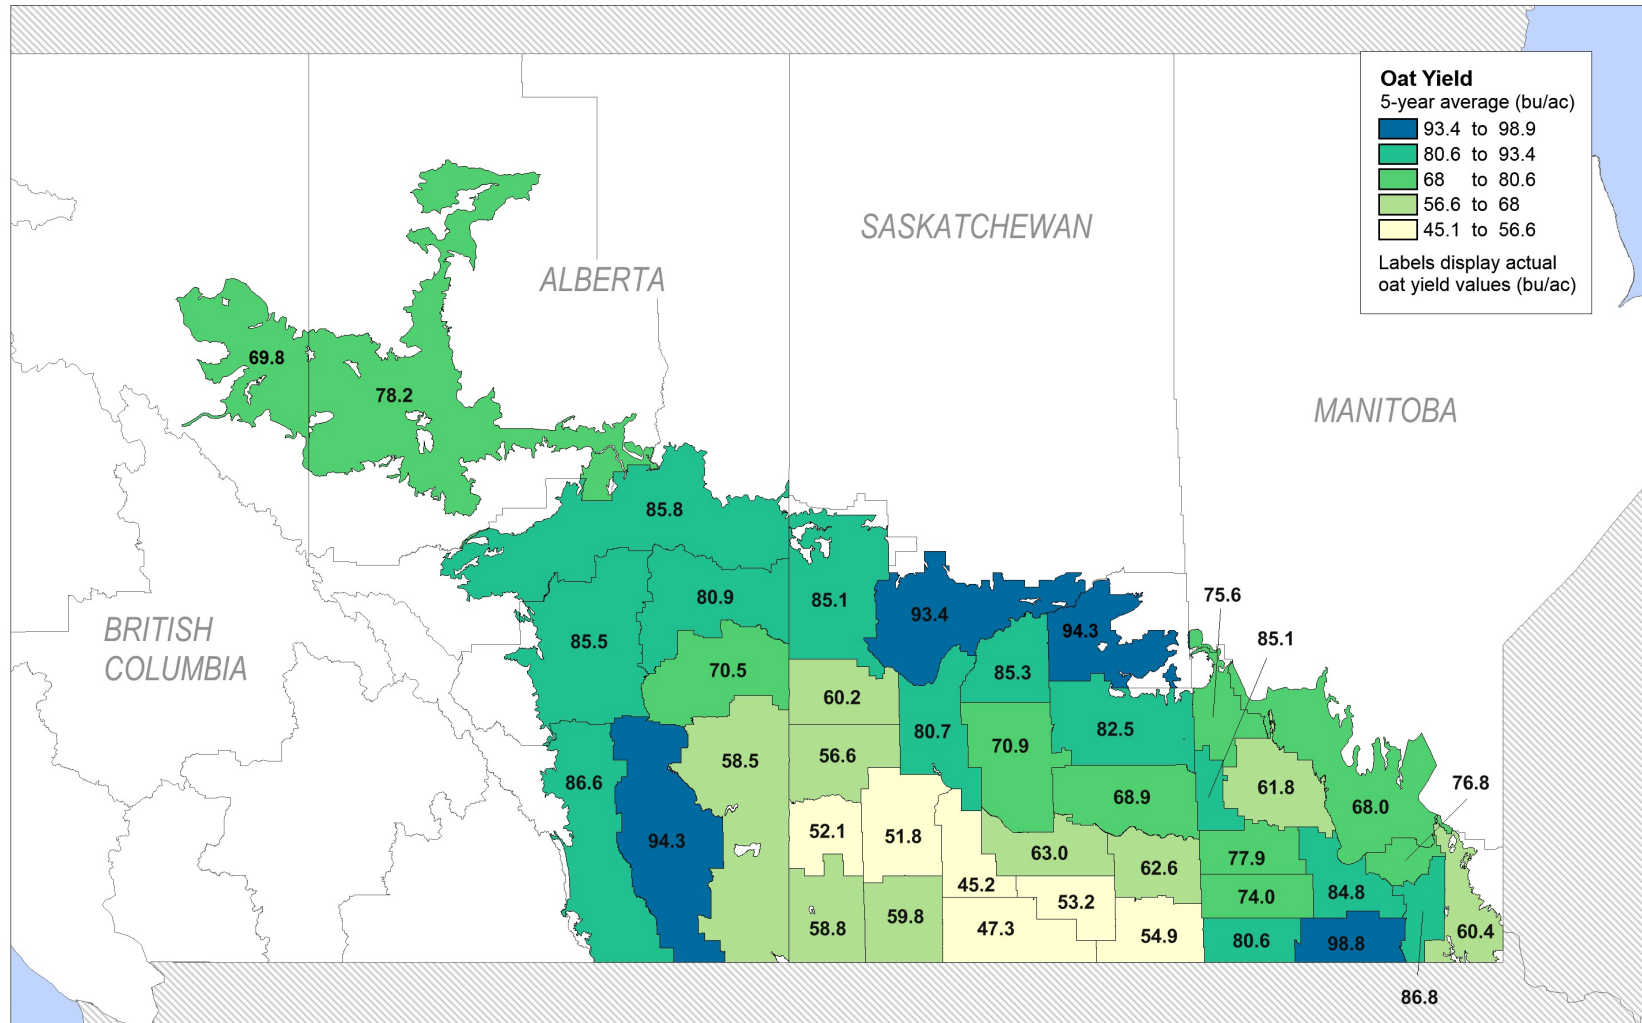 Oat Yield
5-year average (bu/ac)
93.4 to 98.9
80.6 to 93.4
68 to 80.6
56.6 to 68
45.1 to 56.6
Labels display actual
oat yield values (bu/ac)
SASKATCHEWAN
ALBERTA
MANITOBA
BRITISH
COLUMBIA
69.8
78.2
85.8
80.9
85.1
93.4
94.3
75.6
85.1
85.5
70.5
60.2
85.3
80.7
82.5
70.9
58.5
56.6
86.6
61.8
76.8
68.9
68.0
94.3
52.1
51.8
63.0
62.6
77.9
45.2
53.2
74.0
84.8
58.8
59.8
47.3
54.9
80.6
98.8
60.4
86.8